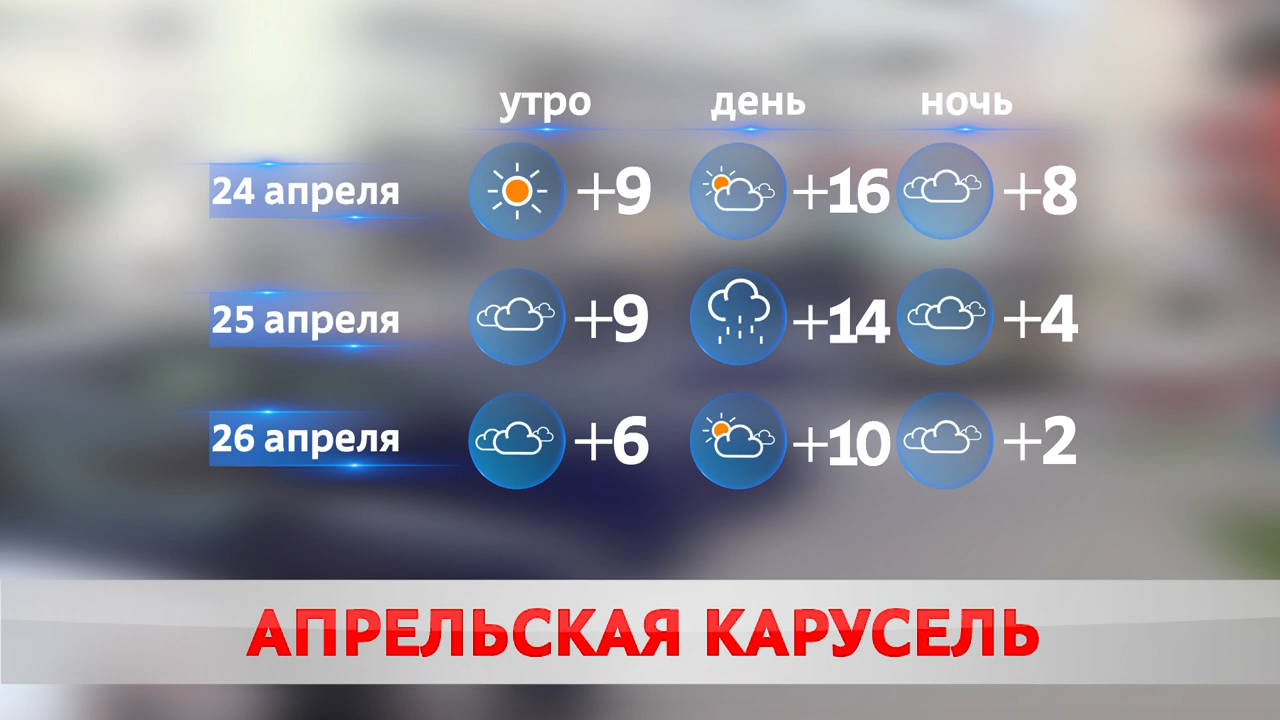 утро день ночь
24 апреля +9 +16 +8
25 апреля +9 +14 +4
26 апреля +6 +10 +2
АПРЕЛЬСКАЯ КАРУСЕЛЬ